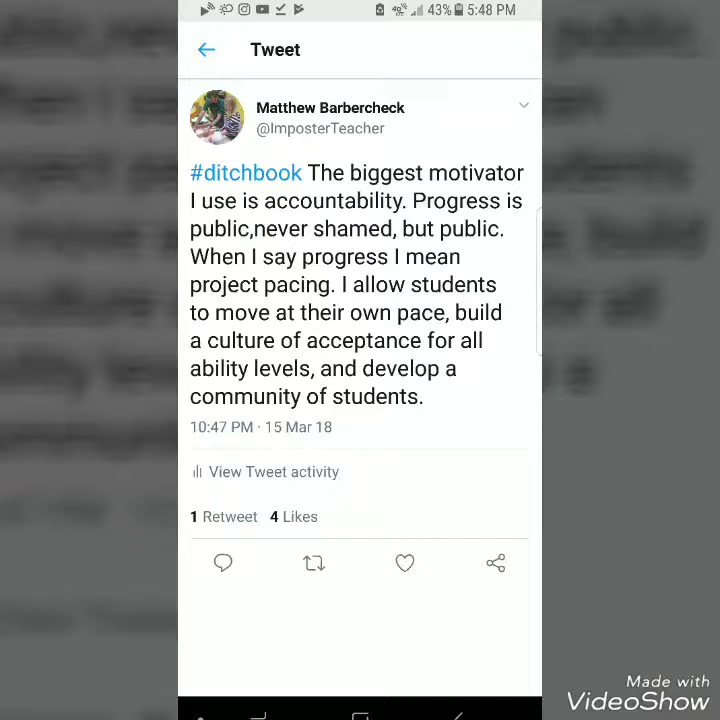 43% 5:48 PM
Tweet
Matthew Barbercheck
@ImposterTeacher
#ditchbook The biggest motivator
I use is accountability. Progress is
public,never shamed, but public.
When I say progress I mean
project pacing. I allow students
to move at their own pace, build
a culture of acceptance for all
ability levels, and develop a
community of students.
10:47 PM · 15 Mar 18
View Tweet activity
1 Retweet 4 Likes
Made with
VideoShow